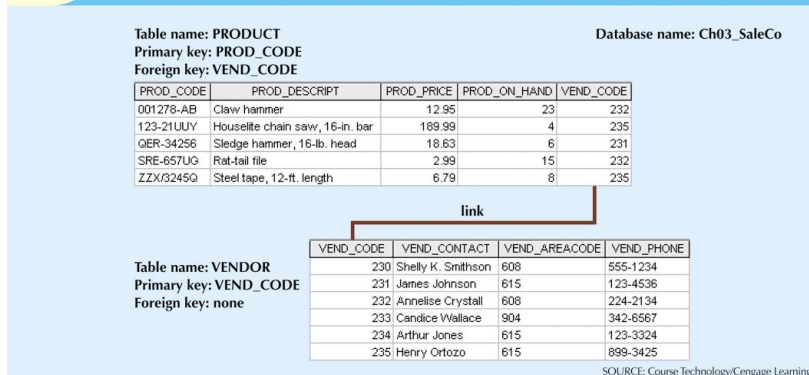 Table name: PRODUCT Database name: Ch03_SaleCo
Primary key: PROD_CODE
Foreign key: VEND_CODE
PROD_CODE PROD_DESCRIPT PROD_PRICE PROD_ON_HAND VEND_CODE
001278-AB Claw hammer 12.95 23 232
123-21UUY Houselite chain saw, 16-in. bar 189.99 4 235
QER-34256 Sledge hammer, 16-lb. head 18.63 6 231
SRE-657UG Rat-tail file 2.99 15 232
ZZX/3245Q Steel tape, 12-ft. length 6.79 8 235
link
Table name: VENDOR
Primary key: VEND_CODE
Foreign key: none
VEND_CODE VEND_CONTACT VEND_AREACODE VEND_PHONE
230 Shelly K. Smithson 608 555-1234
231 James Johnson 615 123-4536
232 Annelise Crystall 608 224-2134
233 Candice Wallace 904 342-6567
234 Arthur Jones 615 123-3324
235 Henry Ortozo 615 899-3425
SOURCE: Course Technology/Cengage Learning